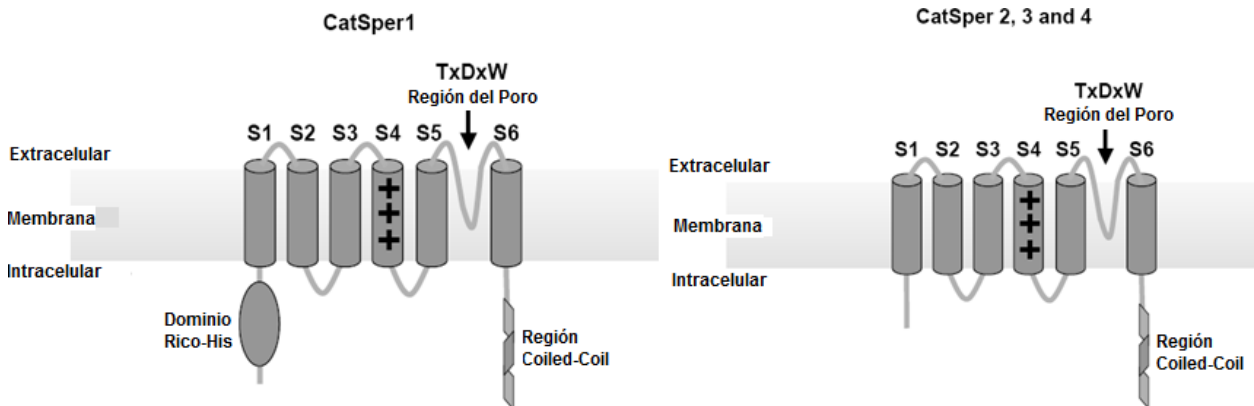 CatSper1
TxDxW
Región del Poro
S1 S2 S3 S4 S5 S6
Extracelular
Membrana
Intracelular
Dominio
Rico-His
Región
Coiled-Coil
CatSper 2, 3 and 4
TxDxW
Región del Poro
S1 S2 S3 S4 S5 S6
Extracelular
Membrana
Intracelular
Región
Coiled-Coil